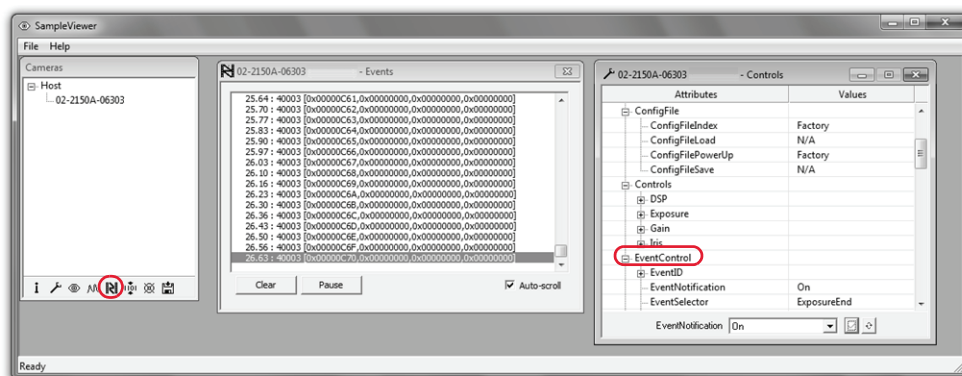 SampleViewer
File Help
Cameras
Host
02-2150A-06303
02-2150A-06303 - Events
25.64 : 40003 [0x00000C61,0x00000000,0x00000000,0x00000000]
25.70 : 40003 [0x00000C62,0x00000000,0x00000000,0x00000000]
25.77 : 40003 [0x00000C63,0x00000000,0x00000000,0x00000000]
25.83 : 40003 [0x00000C64,0x00000000,0x00000000,0x00000000]
25.90 : 40003 [0x00000C65,0x00000000,0x00000000,0x00000000]
25.97 : 40003 [0x00000C66,0x00000000,0x00000000,0x00000000]
26.03 : 40003 [0x00000C67,0x00000000,0x00000000,0x00000000]
26.10 : 40003 [0x00000C68,0x00000000,0x00000000,0x00000000]
26.16 : 40003 [0x00000C69,0x00000000,0x00000000,0x00000000]
26.23 : 40003 [0x00000C6A,0x00000000,0x00000000,0x00000000]
26.30 : 40003 [0x00000C6B,0x00000000,0x00000000,0x00000000]
26.36 : 40003 [0x00000C6C,0x00000000,0x00000000,0x00000000]
26.43 : 40003 [0x00000C6D,0x00000000,0x00000000,0x00000000]
26.50 : 40003 [0x00000C6E,0x00000000,0x00000000,0x00000000]
26.56 : 40003 [0x00000C6F,0x00000000,0x00000000,0x00000000]
26.63 : 40003 [0x00000C70,0x00000000,0x00000000,0x00000000]
Clear Pause Auto-scroll
02-2150A-06303 - Controls
Attributes Values
ConfigFile
ConfigFileIndex Factory
ConfigFileLoad N/A
ConfigFilePowerUp Factory
ConfigFileSave N/A
Controls
DSP
Exposure
Gain
Iris
EventControl
EventID
EventNotification On
EventSelector ExposureEnd
EventNotification On
Ready